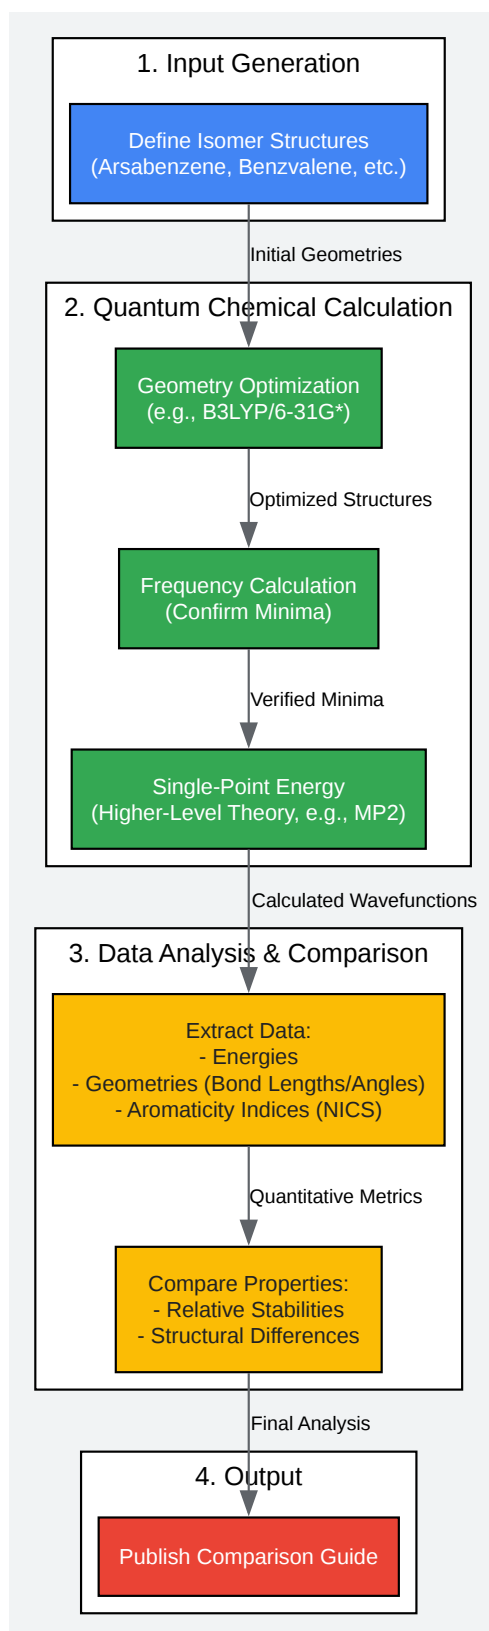 1. Input Generation
Define Isomer Structures
(Arsabenzene, Benzvalene, etc.)
Initial Geometries
2. Quantum Chemical Calculation
Geometry Optimization
(e.g., B3LYP/6-31G*)
Optimized Structures
Frequency Calculation
(Confirm Minima)
Verified Minima
Single-Point Energy
(Higher-Level Theory, e.g., MP2)
Calculated Wavefunctions
3. Data Analysis & Comparison
Extract Data:
- Energies
- Geometries (Bond Lengths/Angles)
- Aromaticity Indices (NICS)
Quantitative Metrics
Compare Properties:
- Relative Stabilities
- Structural Differences
Final Analysis
4. Output
Publish Comparison Guide